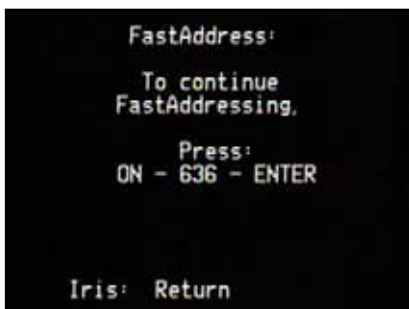 FastAddress:
To continue
FastAddressing,
Press:
ON - 636 - ENTER
Iris: Return